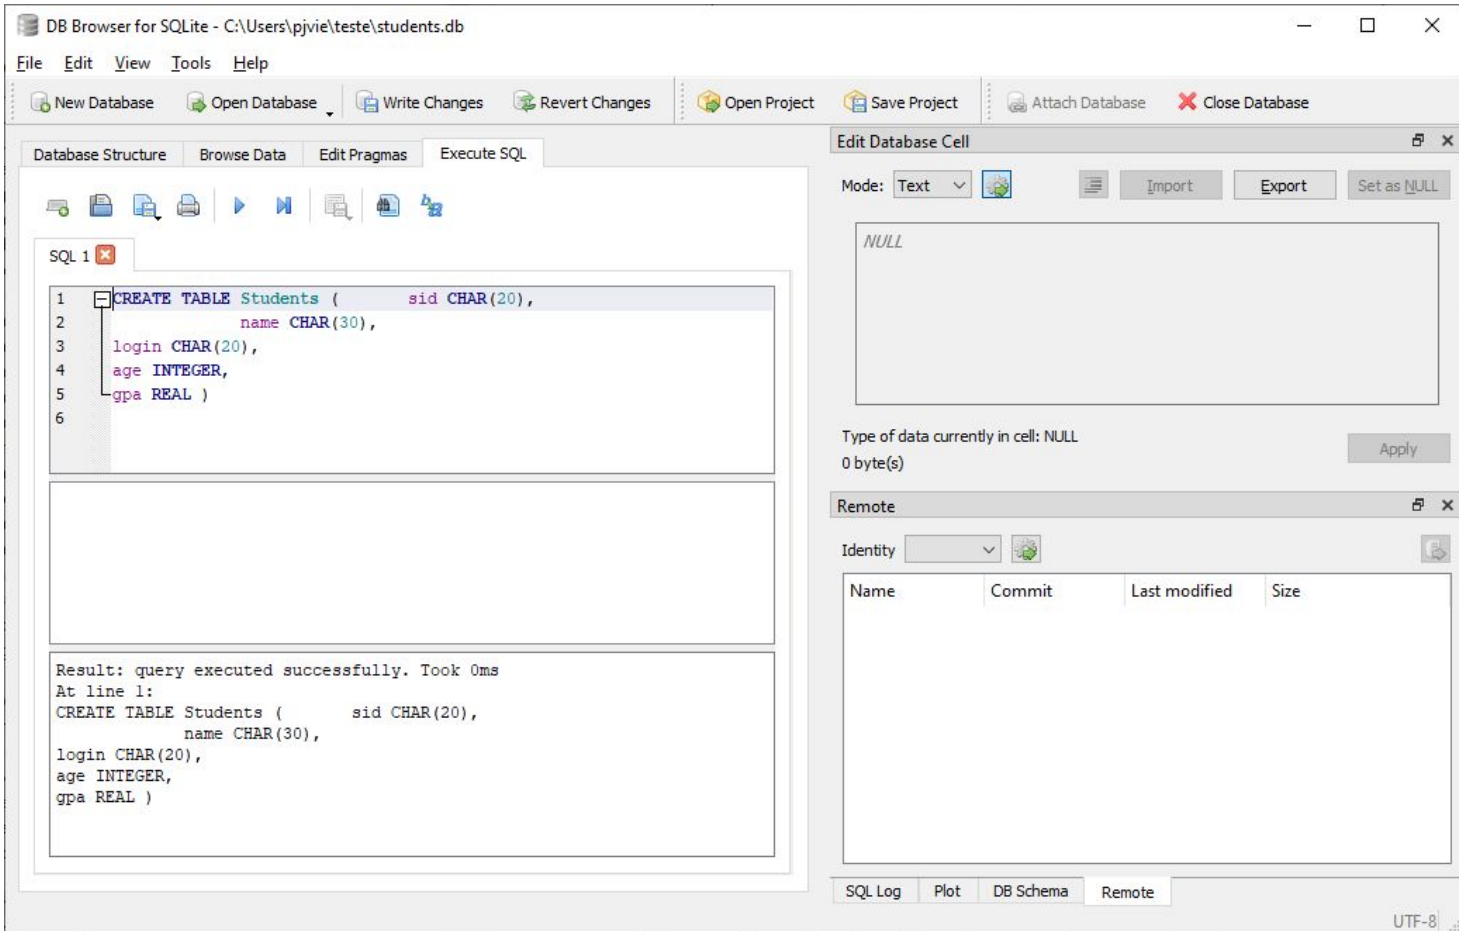 DB Browser for SQLite - C:\Users\pjvie\teste\students.db
File Edit View Tools Help
New Database Open Database Write Changes Revert Changes Open Project Save Project Attach Database Close Database
Database Structure Browse Data Edit Pragmas Execute SQL
SQL 1
1 CREATE TABLE Students ( sid CHAR(20),
2 name CHAR(30),
3 login CHAR(20),
4 age INTEGER,
5 gpa REAL )
6
Result: query executed successfully. Took 0ms
At line 1:
CREATE TABLE Students ( sid CHAR(20),
name CHAR(30),
login CHAR(20),
age INTEGER,
gpa REAL )
Edit Database Cell
Mode: Text Import Export Set as NULL
NULL
Type of data currently in cell: NULL
0 byte(s)
Apply
Remote
Identity
Name Commit Last modified Size
SQL Log Plot DB Schema Remote
UTF-8